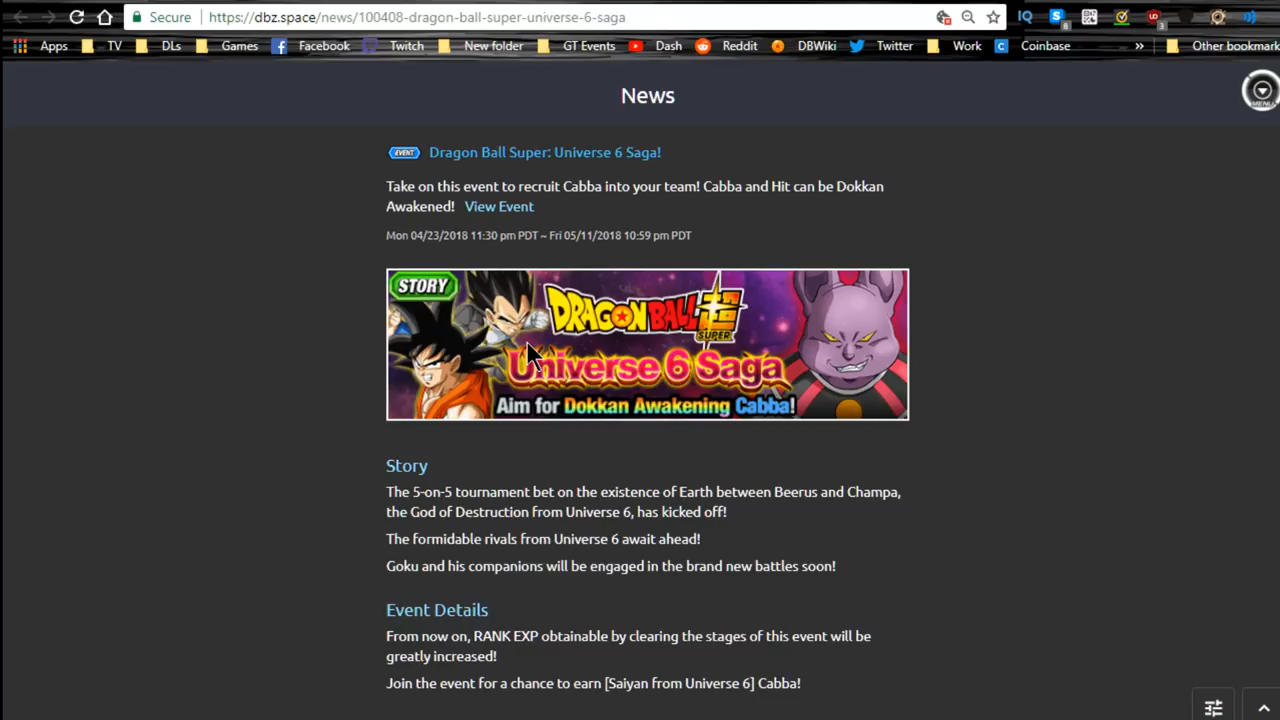 Secure https://dbz.space/news/100408-dragon-ball-super-universe-6-saga
Apps TV DLs Games Facebook Twitch New folder GT Events Dash Reddit DBWiki Twitter Work Coinbase » Other bookmark
News
MENU
EVENT Dragon Ball Super: Universe 6 Saga!
Take on this event to recruit Cabba into your team! Cabba and Hit can be Dokkan
Awakened! View Event
Mon 04/23/2018 11:30 pm PDT ~ Fri 05/11/2018 10:59 pm PDT
STORY
DRAGON BALL 超
SUPER
Universe 6 Saga
Aim for Dokkan Awakening Cabba!
Story
The 5-on-5 tournament bet on the existence of Earth between Beerus and Champa,
the God of Destruction from Universe 6, has kicked off!
The formidable rivals from Universe 6 await ahead!
Goku and his companions will be engaged in the brand new battles soon!
Event Details
From now on, RANK EXP obtainable by clearing the stages of this event will be
greatly increased!
Join the event for a chance to earn [Saiyan from Universe 6] Cabba!